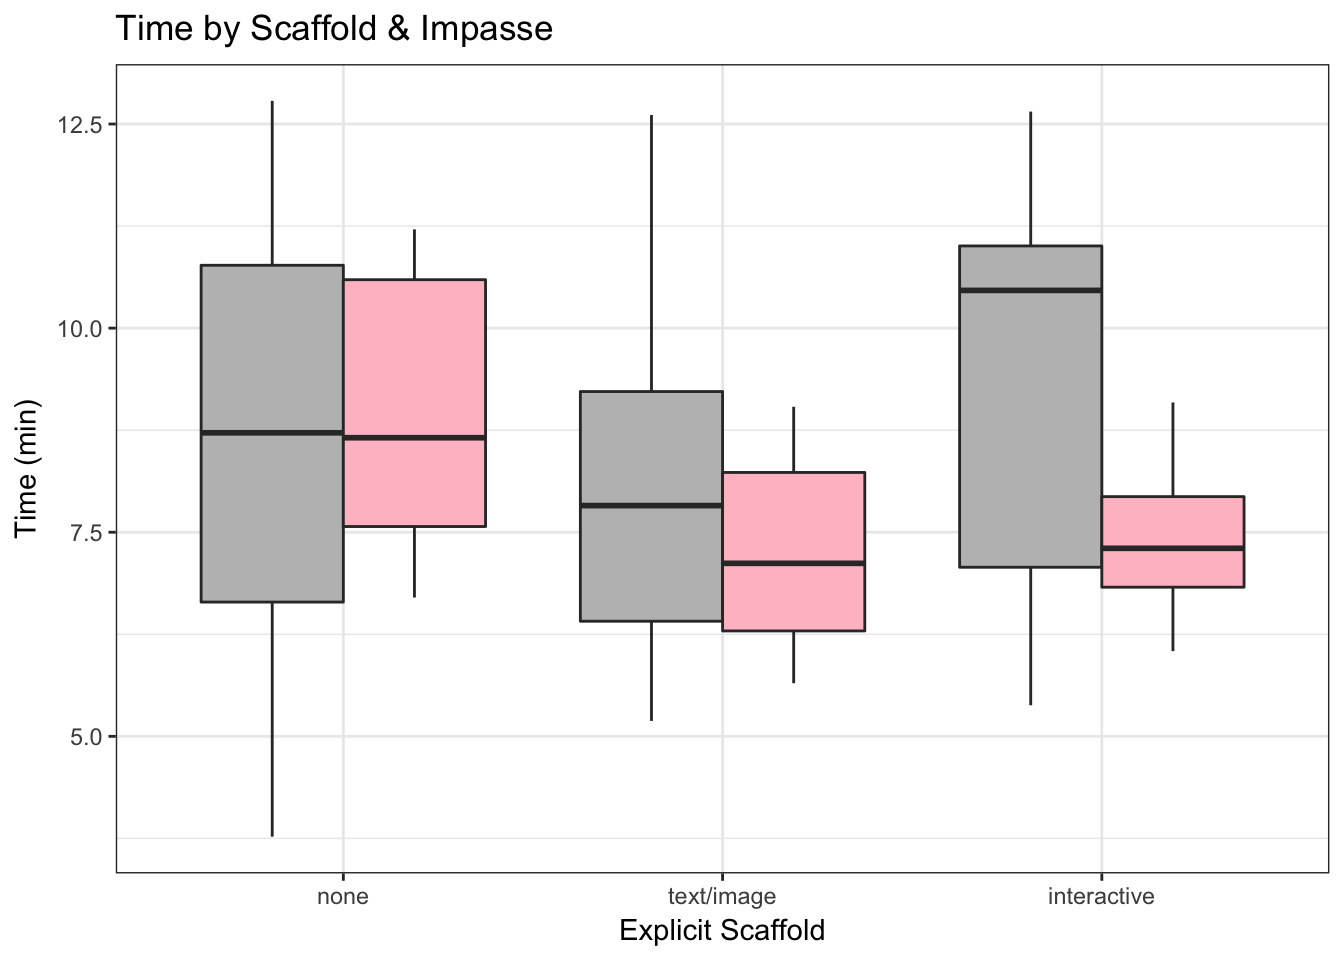 Time by Scaffold & Impasse
12.5
10.0
7.5
5.0
Time (min)
none
text/image
interactive
Explicit Scaffold